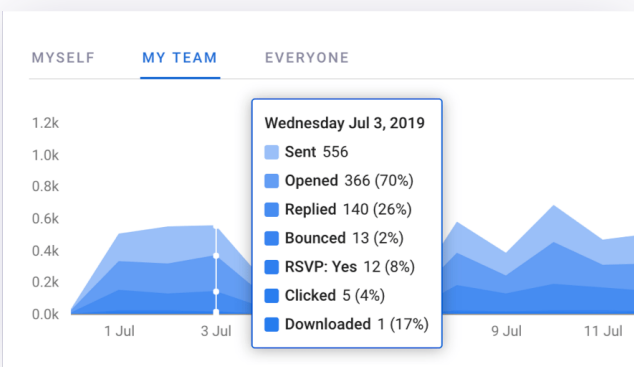 MYSELF MY TEAM EVERYONE
Wednesday Jul 3, 2019
1.2k
Sent 556
1.0k
Opened 366 (70%)
0.8k
Replied 140 (26%)
0.6k
Bounced 13 (2%)
0.4k
RSVP: Yes 12 (8%)
0.2k
Clicked 5 (4%)
0.0k
Downloaded 1 (17%)
1 Jul 3 Jul 9 Jul 11 Jul